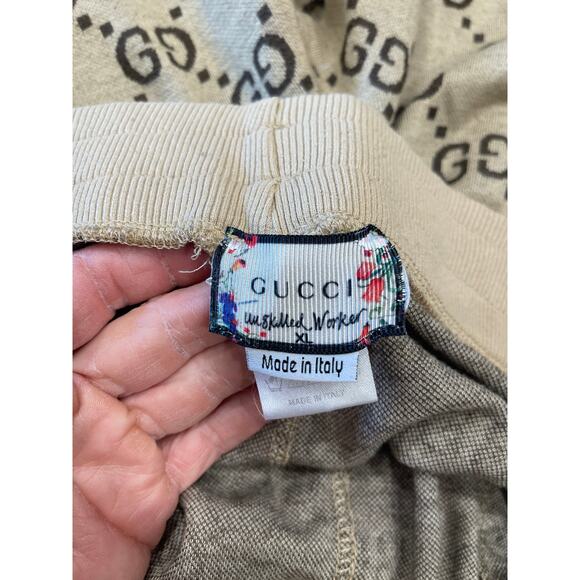 GUCCI
unskilled Worker
XL
Made in Italy
MADE IN ITALY